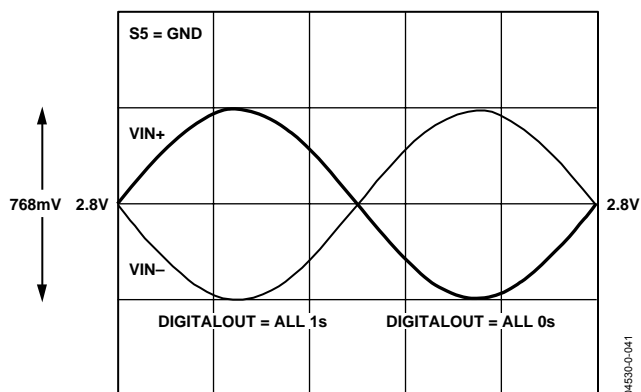 S5 = GND
VIN+
768mV 2.8V 2.8V
VIN–
DIGITALOUT = ALL 1s DIGITALOUT = ALL 0s
04530-0-041